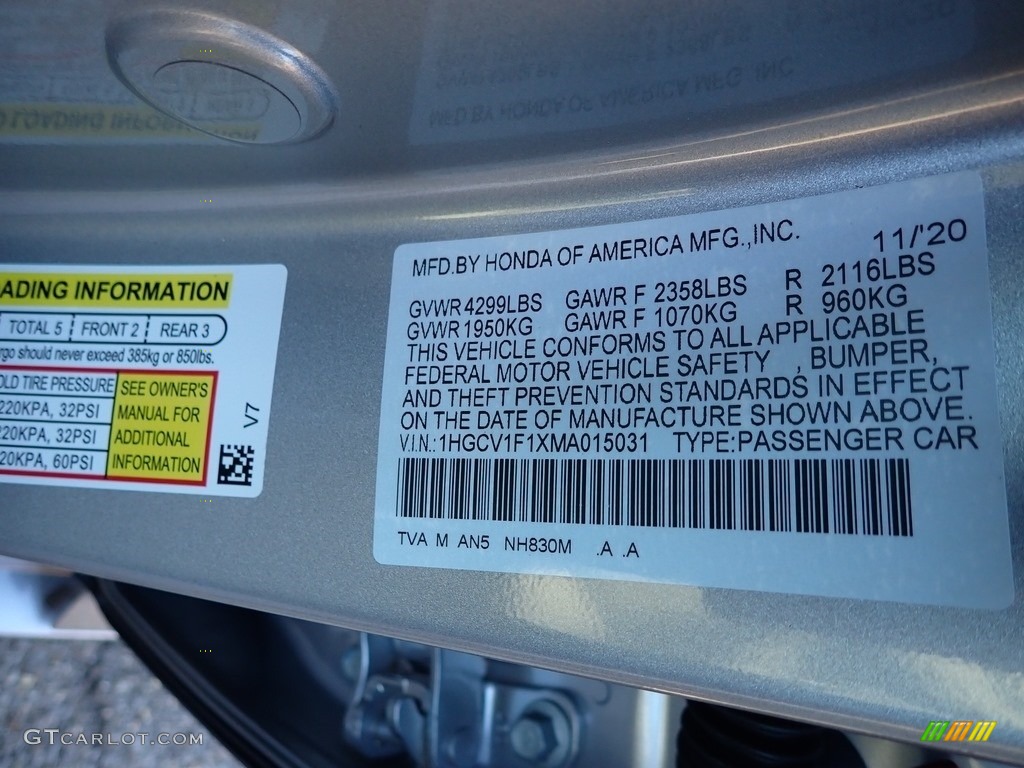 ADING INFORMATION
TOTAL 5 FRONT 2 REAR 3
rgo should never exceed 385kg or 850lbs.
OLD TIRE PRESSURE
220KPA, 32PSI
220KPA, 32PSI
20KPA, 60PSI
SEE OWNER'S
MANUAL FOR
ADDITIONAL
INFORMATION
V7
MFD.BY HONDA OF AMERICA MFG.,INC. 11/'20
GVWR 4299LBS GAWR F 2358LBS R 2116LBS
GVWR 1950KG GAWR F 1070KG R 960KG
THIS VEHICLE CONFORMS TO ALL APPLICABLE
FEDERAL MOTOR VEHICLE SAFETY , BUMPER,
AND THEFT PREVENTION STANDARDS IN EFFECT
ON THE DATE OF MANUFACTURE SHOWN ABOVE.
V.I.N.:1HGCV1F1XMA015031 TYPE:PASSENGER CAR
TVA M AN5 NH830M .A .A
GTCARLOT.COM